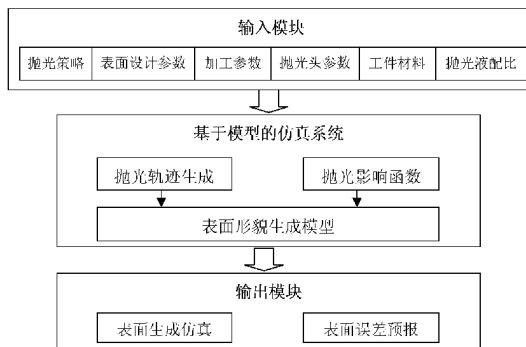 输入模块
抛光策略 表面设计参数 加工参数 抛光头参数 工件材料 抛光液配比
基于模型的仿真系统
抛光轨迹生成 抛光影响函数
表面形貌生成模型
输出模块
表面生成仿真 表面误差预报